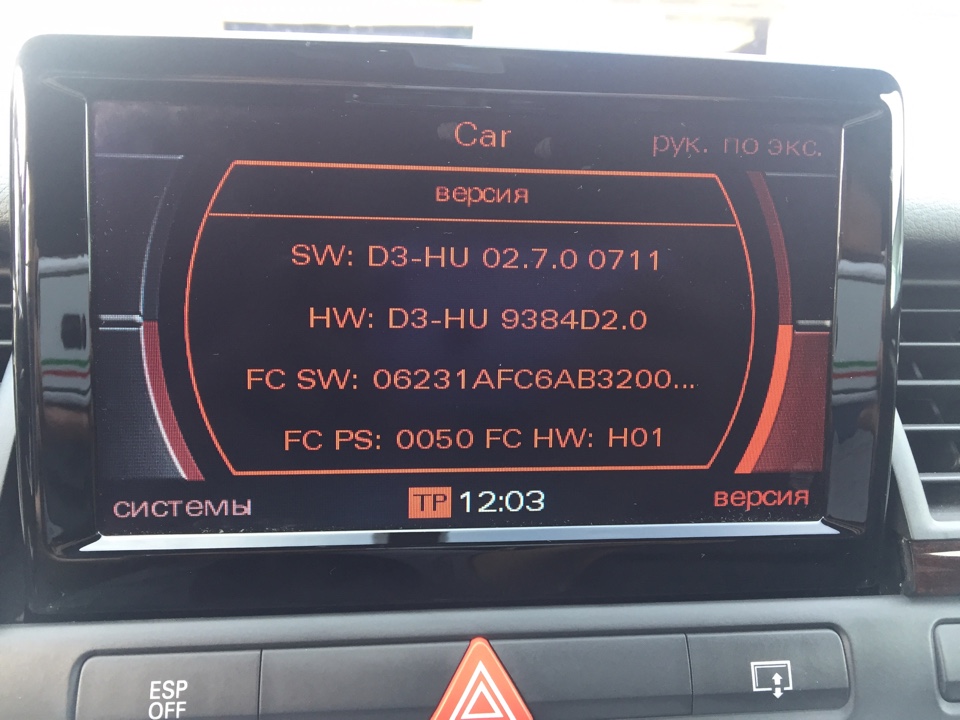 Car
рук. по экс.
версия
SW: D3-HU 02.7.0 0711
HW: D3-HU 9384D2.0
FC SW: 06231AFC6AB3200...
FC PS: 0050 FC HW: H01
системы
TP 12:03
версия
ESP
OFF